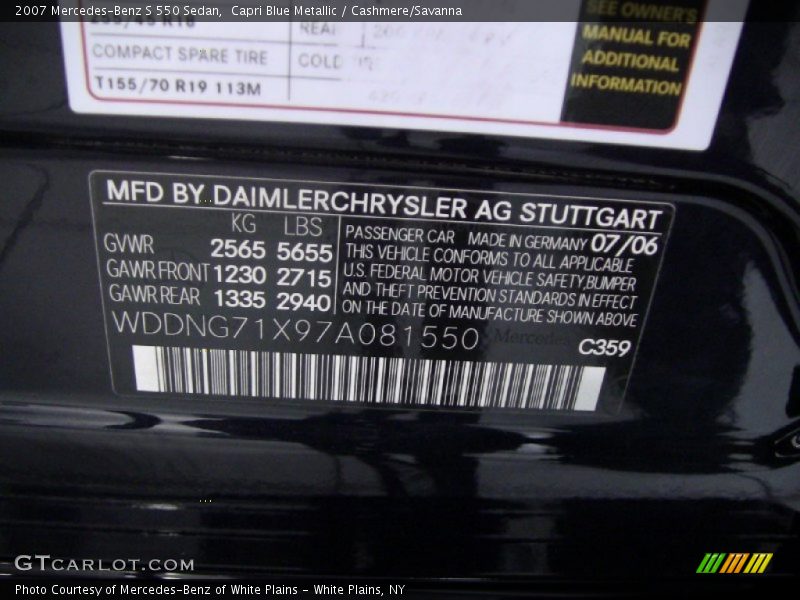 2007 Mercedes-Benz S 550 Sedan, Capri Blue Metallic / Cashmere/Savanna
R18
REAR
COMPACT SPARE TIRE COLD
T155/70 R19 113M
SEE OWNER'S
MANUAL FOR
ADDITIONAL
INFORMATION
MFD BY DAIMLERCHRYSLER AG STUTTGART
KG LBS
GVWR 2565 5655
GAWR FRONT 1230 2715
GAWR REAR 1335 2940
PASSENGER CAR MADE IN GERMANY 07/06
THIS VEHICLE CONFORMS TO ALL APPLICABLE
U.S. FEDERAL MOTOR VEHICLE SAFETY, BUMPER
AND THEFT PREVENTION STANDARDS IN EFFECT
ON THE DATE OF MANUFACTURE SHOWN ABOVE
WDDNG71X97A081550 Mercedes
C359
GTCARLOT.COM
Photo Courtesy of Mercedes-Benz of White Plains - White Plains, NY